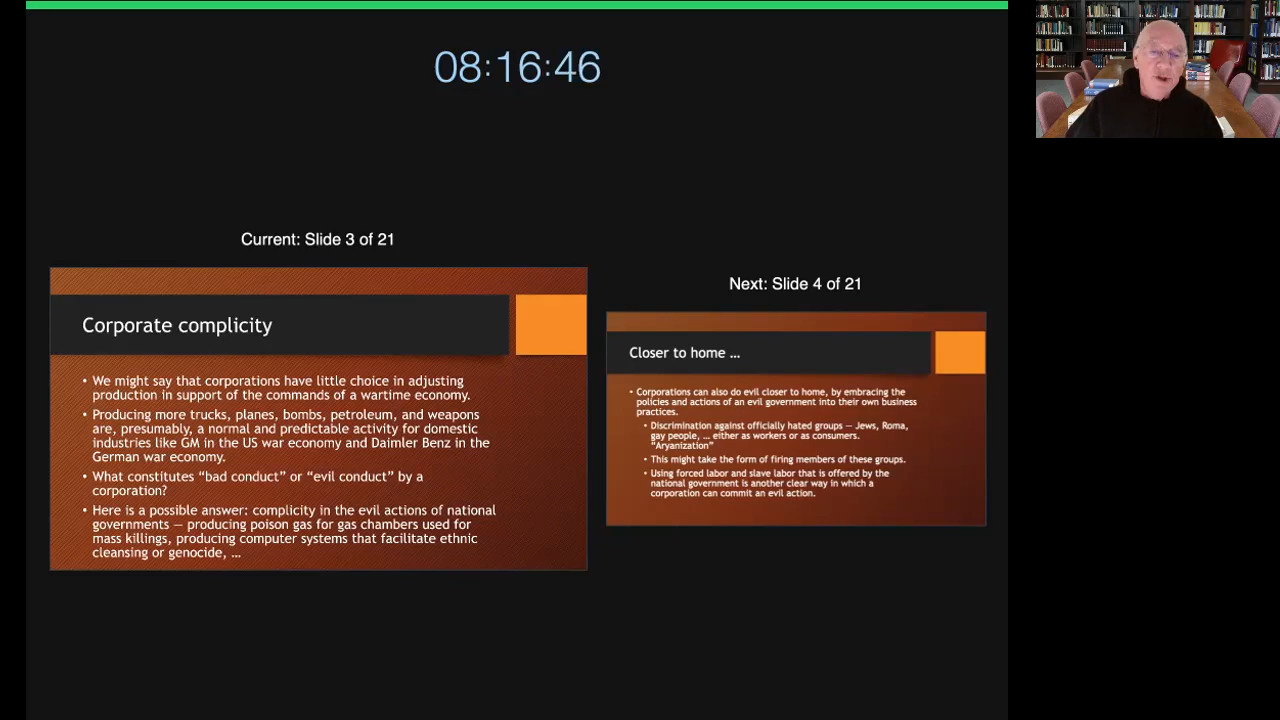 08:16:46
Current: Slide 3 of 21
Corporate complicity
• We might say that corporations have little choice in adjusting
production in support of the commands of a wartime economy.
• Producing more trucks, planes, bombs, petroleum, and weapons
are, presumably, a normal and predictable activity for domestic
industries like GM in the US war economy and Daimler Benz in the
German war economy.
• What constitutes “bad conduct” or “evil conduct” by a
corporation?
• Here is a possible answer: complicity in the evil actions of national
governments — producing poison gas for gas chambers used for
mass killings, producing computer systems that facilitate ethnic
cleansing or genocide, …
Next: Slide 4 of 21
Closer to home …
• Corporations can also do evil closer to home, by embracing the
policies and actions of an evil government into their own business
practices.
• Discrimination against officially hated groups — Jews, Roma,
gay people, … either as workers or as consumers.
“Aryanization”
• This might take the form of firing members of these groups.
• Using forced labor and slave labor that is offered by the
national government is another clear way in which a
corporation can commit an evil action.